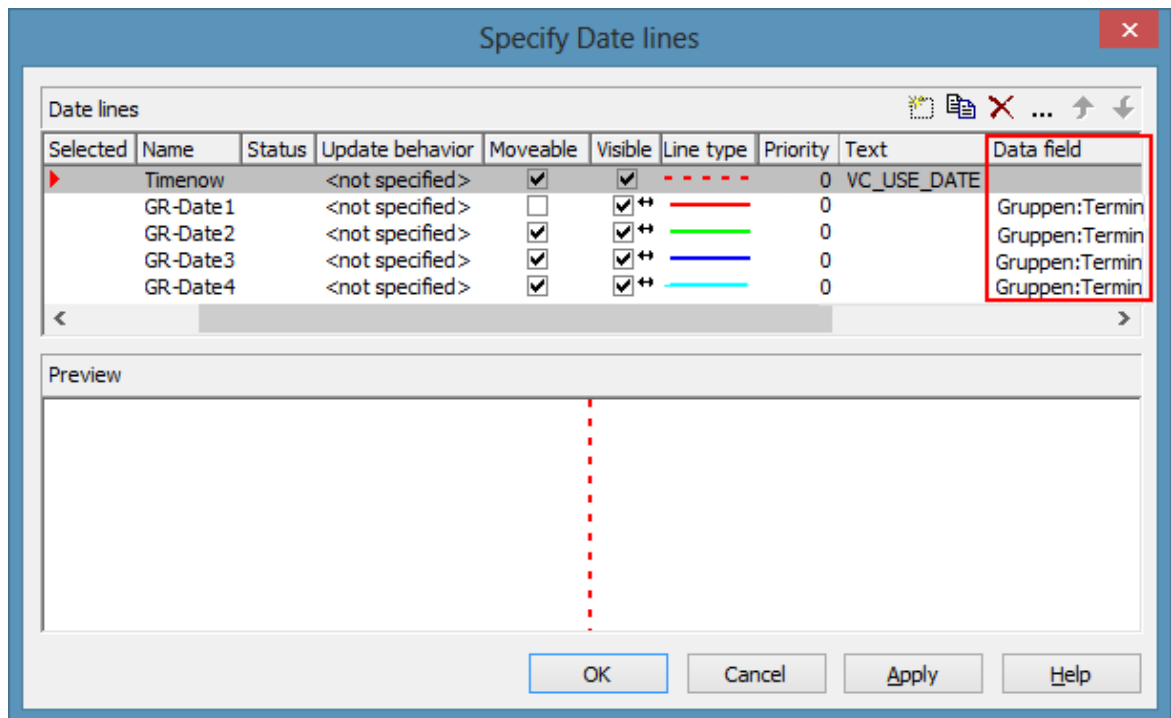 Specify Date lines
Date lines ...
Selected Name Status Update behavior Moveable Visible Line type Priority Text Data field
Timenow <not specified> 0 VC_USE_DATE
GR-Date1 <not specified> 0 Gruppen:Termin
GR-Date2 <not specified> 0 Gruppen:Termin
GR-Date3 <not specified> 0 Gruppen:Termin
GR-Date4 <not specified> 0 Gruppen:Termin
Preview
OK Cancel Apply Help